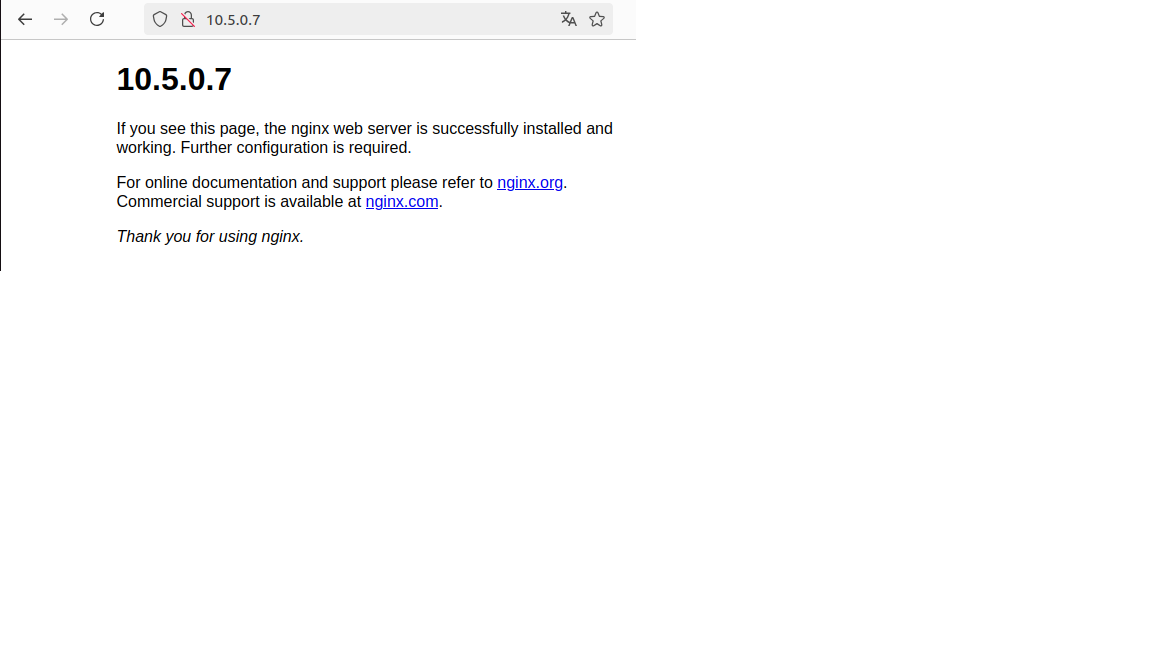 10.5.0.7
10.5.0.7
If you see this page, the nginx web server is successfully installed and
working. Further configuration is required.
For online documentation and support please refer to nginx.org.
Commercial support is available at nginx.com.
Thank you for using nginx.